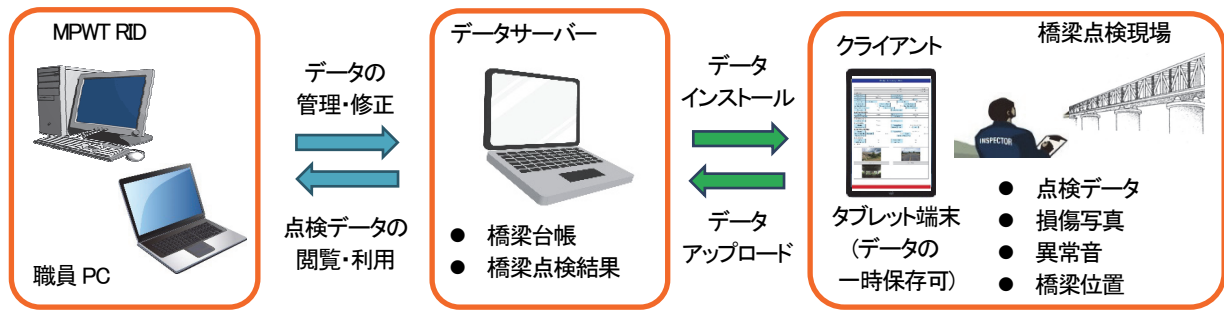 MPWT RID
職員 PC
データの
管理・修正
点検データの
閲覧・利用
データサーバー
● 橋梁台帳
● 橋梁点検結果
データ
インストール
データ
アップロード
クライアント
タブレット端末
(データの
一時保存可)
橋梁点検現場
INSPECTOR
● 点検データ
● 損傷写真
● 異常音
● 橋梁位置